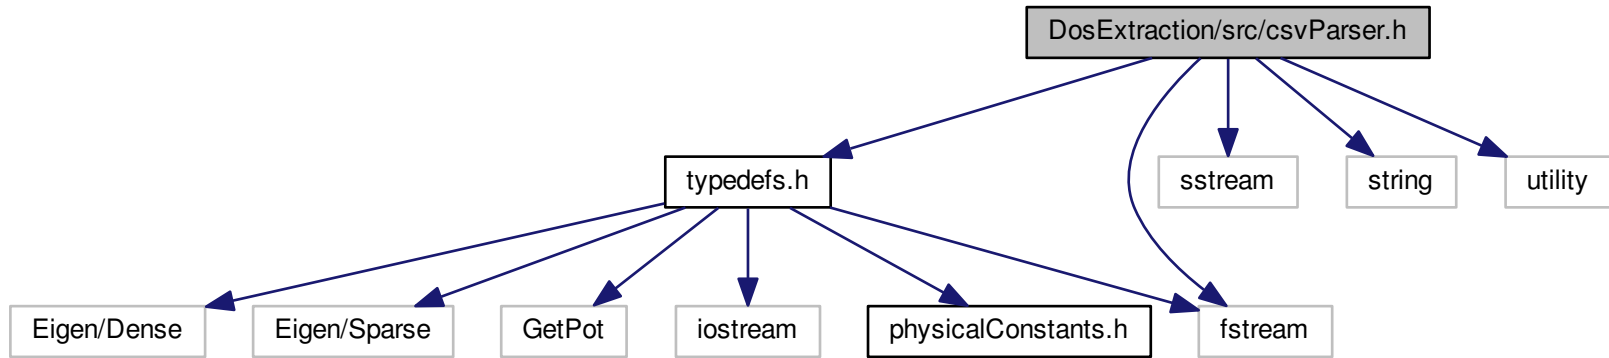 DosExtraction/src/csvParser.h
typedefs.h
sstream
string
utility
Eigen/Dense
Eigen/Sparse
GetPot
iostream
physicalConstants.h
fstream